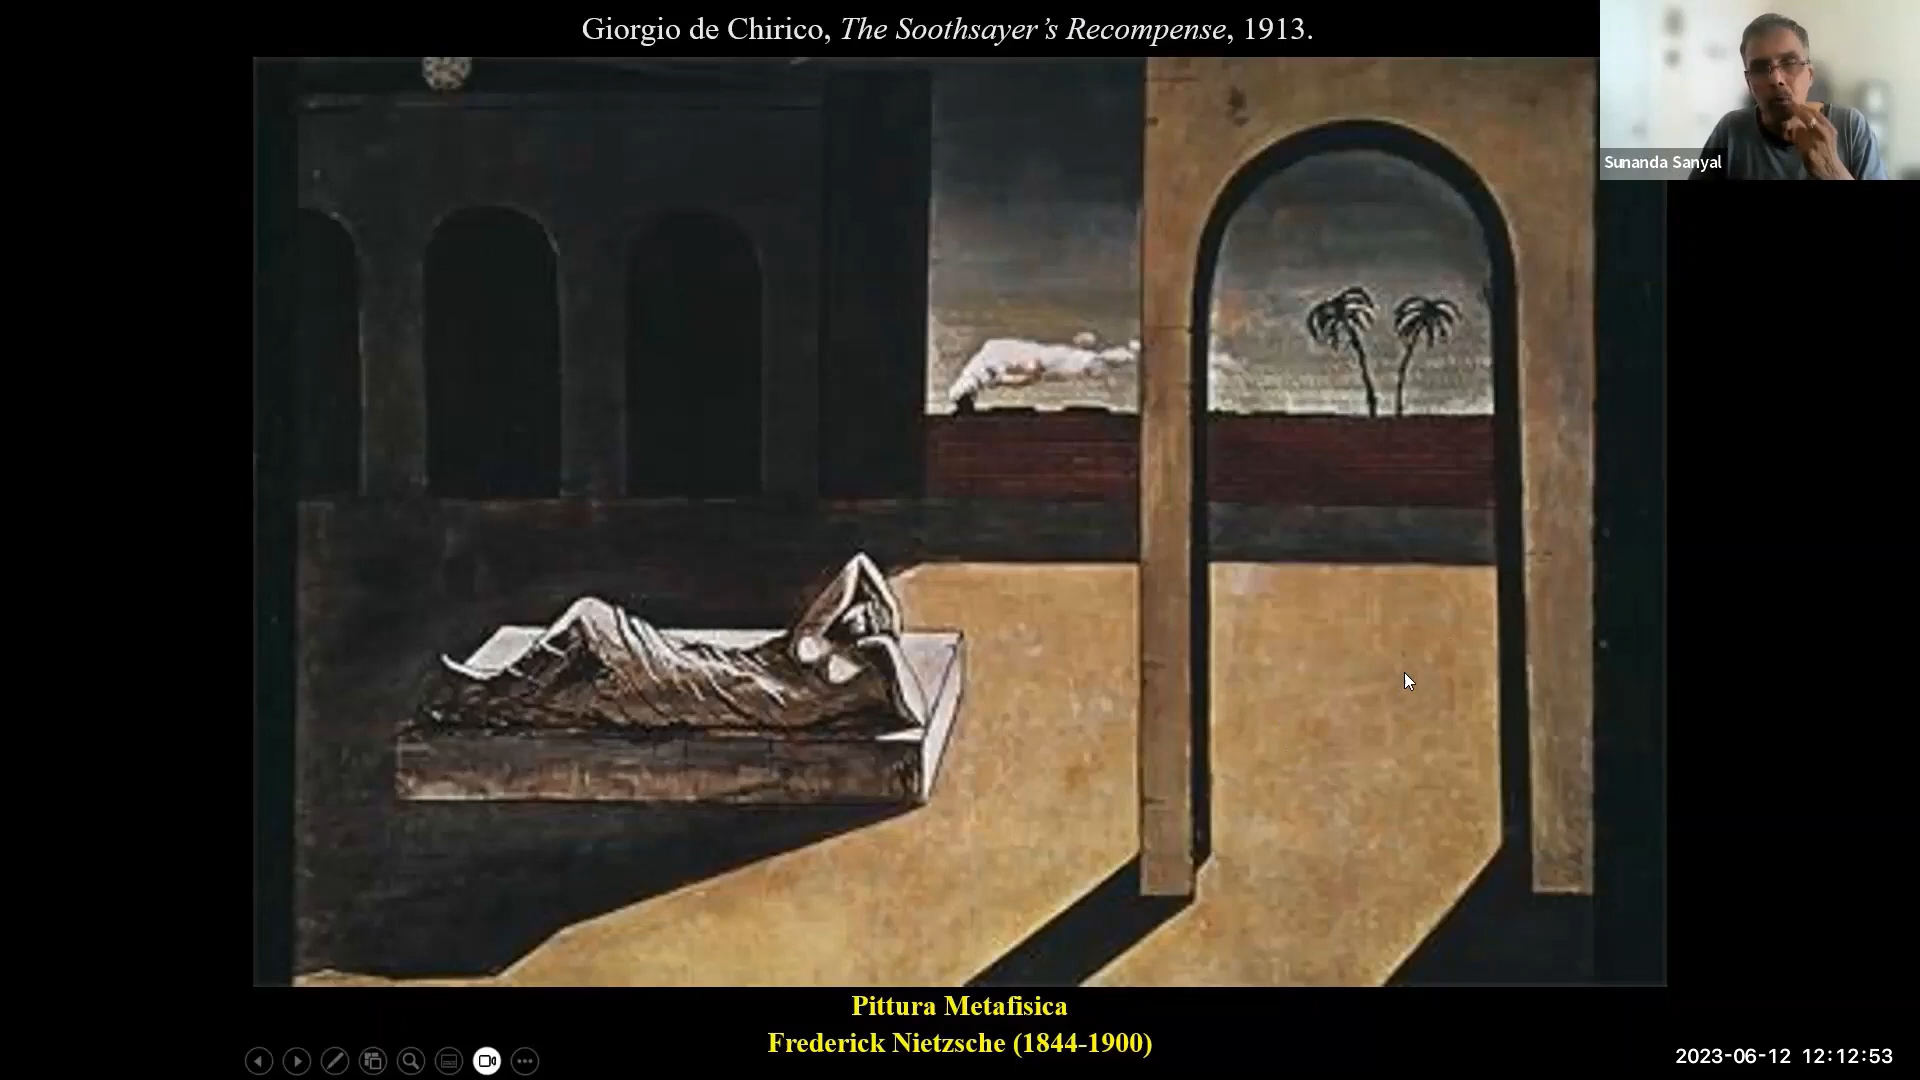 Giorgio de Chirico, The Soothsayer’s Recompense, 1913.
Sunanda Sanyal
Pittura Metafisica
Frederick Nietzsche (1844-1900)
2023-06-12 12:12:53